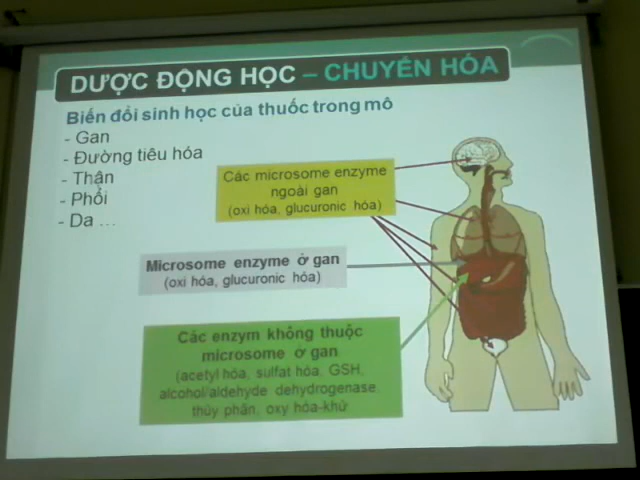 DƯỢC ĐỘNG HỌC – CHUYỂN HÓA
Biến đổi sinh học của thuốc trong mô
- Gan
- Đường tiêu hóa
- Thận
- Phổi
- Da ...
Các microsome enzyme
ngoài gan
(oxi hóa, glucuronic hóa)
Microsome enzyme ở gan
(oxi hóa, glucuronic hóa)
Các enzym không thuộc
microsome ở gan
(acetyl hóa, sulfat hóa, GSH,
alcohol/aldehyde dehydrogenase,
thủy phân, oxy hóa-khử